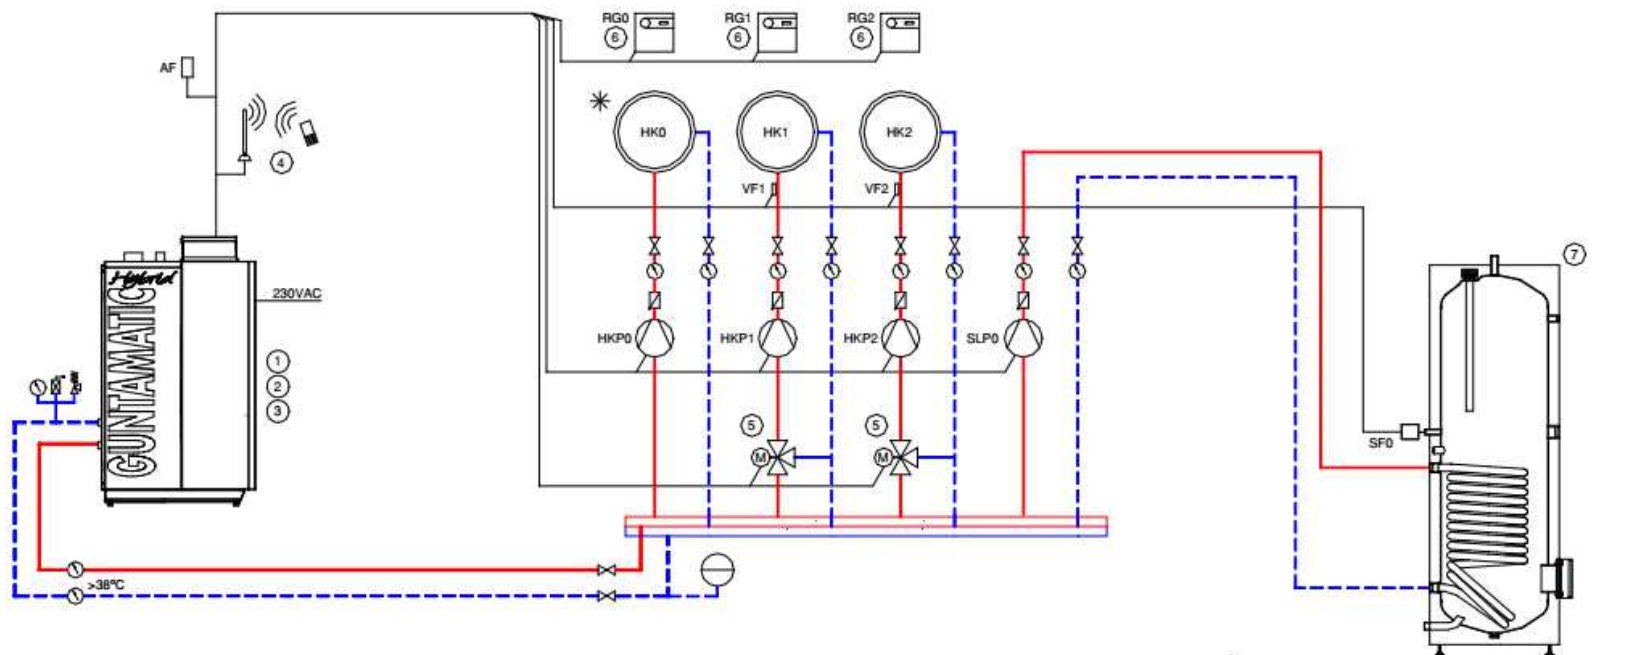 RG0
RG1
RG2
6
6
6
AF
*
HK0
HK1
HK2
4
VF1
VF2
7
Hybrid
GUNTAMATIC
230VAC
HKP0
HKP1
HKP2
SLP0
1
2
3
5
5
SF0
M
M
>38°C